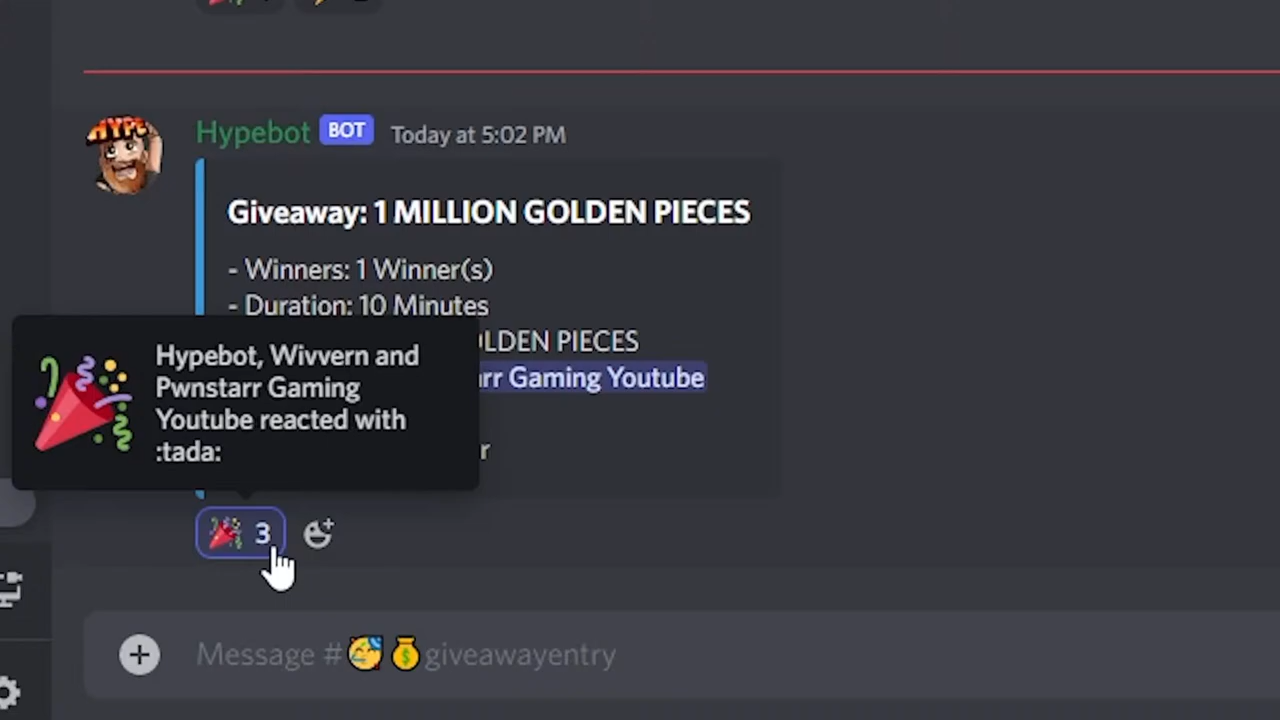 HYPE
Hypebot BOT Today at 5:02 PM
Giveaway: 1 MILLION GOLDEN PIECES
- Winners: 1 Winner(s)
- Duration: 10 Minutes
LDEN PIECES
rr Gaming Youtube
r
Hypebot, Wivvern and
Pwnstarr Gaming
Youtube reacted with
:tada:
3
Message #🥳💰giveawayentry